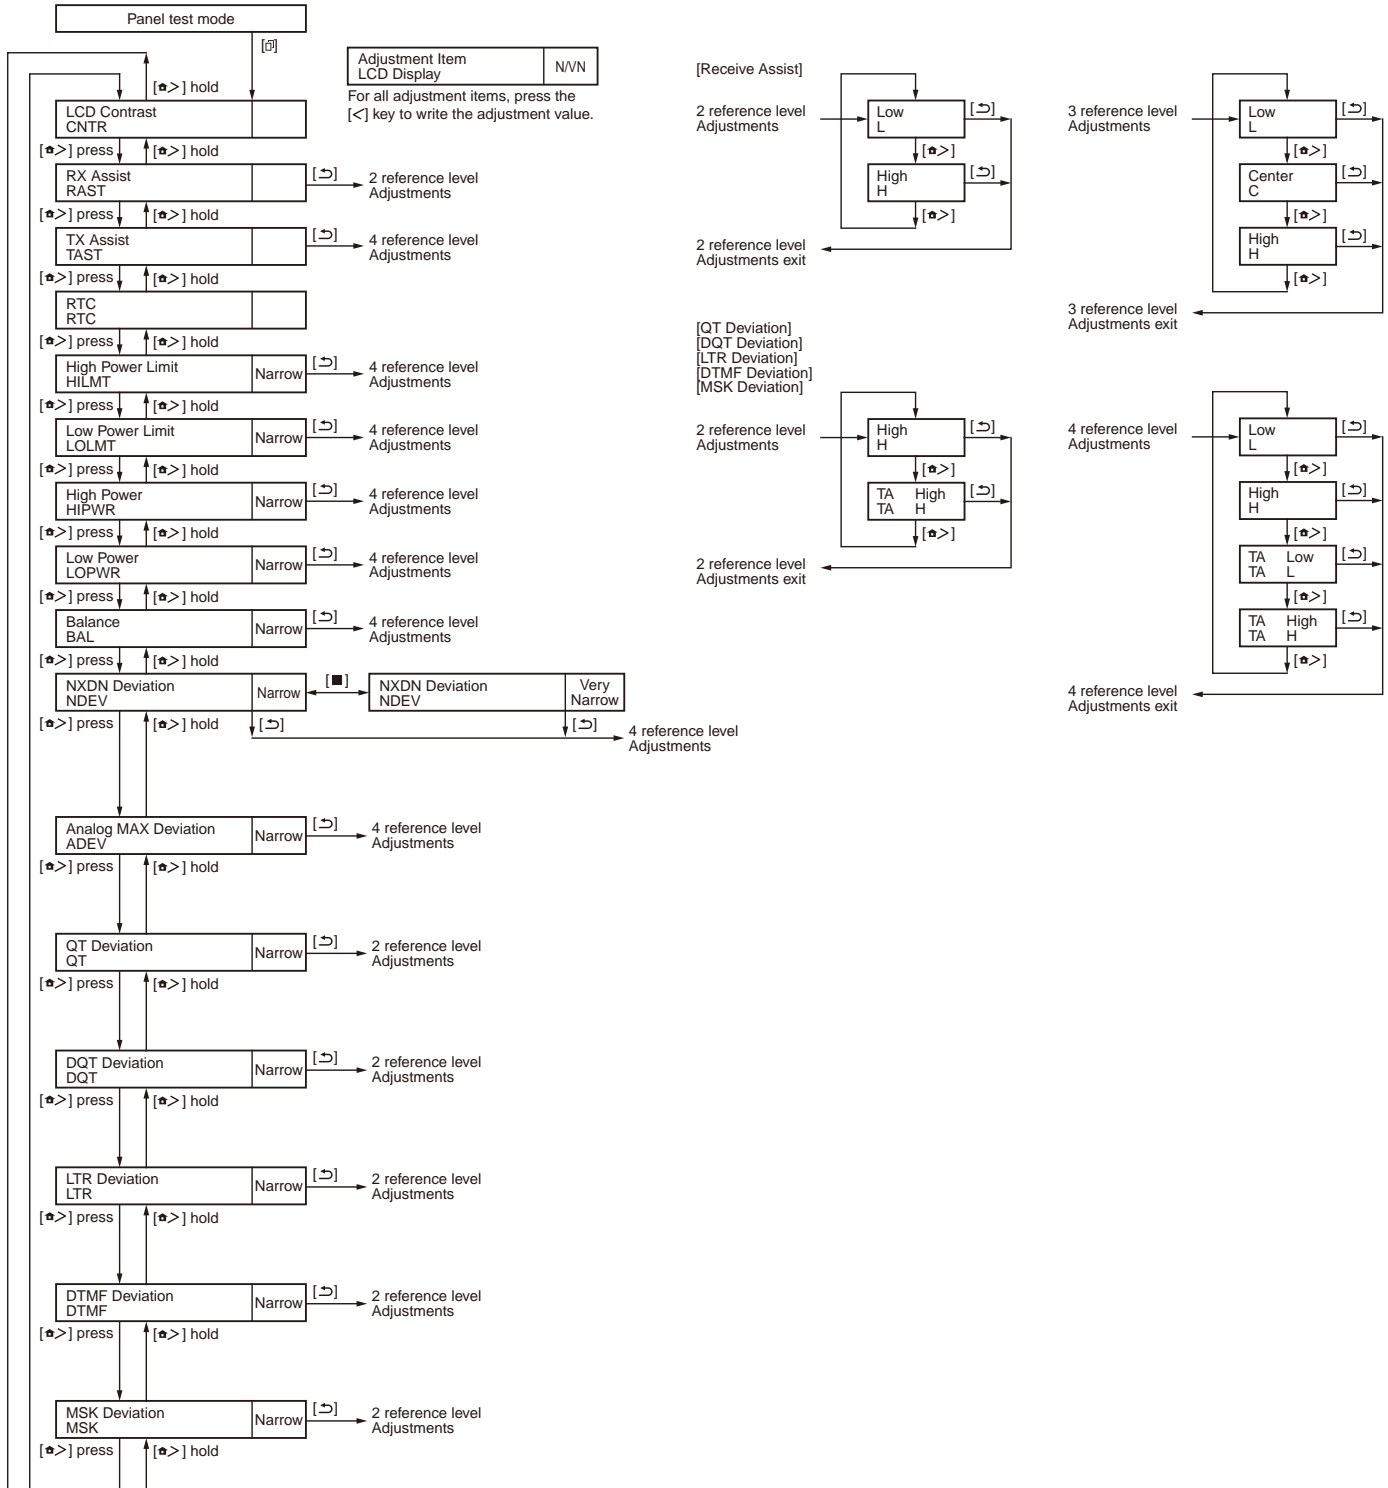 Panel test mode
[ ]
Adjustment Item
LCD Display
N/VN
For all adjustment items, press the
[<] key to write the adjustment value.
[ >] hold
LCD Contrast
CNTR
[ >] press
[ >] hold
RX Assist
RAST
[ ]
2 reference level
Adjustments
[ >] press
[ >] hold
TX Assist
TAST
[ ]
4 reference level
Adjustments
[ >] press
[ >] hold
RTC
RTC
[ >] press
[ >] hold
High Power Limit
HILMT
Narrow
[ ]
4 reference level
Adjustments
[ >] press
[ >] hold
Low Power Limit
LOLMT
Narrow
[ ]
4 reference level
Adjustments
[ >] press
[ >] hold
High Power
HIPWR
Narrow
[ ]
4 reference level
Adjustments
[ >] press
[ >] hold
Low Power
LOPWR
Narrow
[ ]
4 reference level
Adjustments
[ >] press
[ >] hold
Balance
BAL
Narrow
[ ]
4 reference level
Adjustments
[ >] press
[ >] hold
NXDN Deviation
NDEV
Narrow
[■]
NXDN Deviation
NDEV
Very
Narrow
[ >] press
[ >] hold
[ ]
[ ]
4 reference level
Adjustments
Analog MAX Deviation
ADEV
Narrow
[ ]
4 reference level
Adjustments
[ >] press
[ >] hold
QT Deviation
QT
Narrow
[ ]
2 reference level
Adjustments
[ >] press
[ >] hold
DQT Deviation
DQT
Narrow
[ ]
2 reference level
Adjustments
[ >] press
[ >] hold
LTR Deviation
LTR
Narrow
[ ]
2 reference level
Adjustments
[ >] press
[ >] hold
DTMF Deviation
DTMF
Narrow
[ ]
2 reference level
Adjustments
[ >] press
[ >] hold
MSK Deviation
MSK
Narrow
[ ]
2 reference level
Adjustments
[ >] press
[ >] hold
[Receive Assist]
2 reference level
Adjustments
Low
L
[ ]
[ >]
High
H
[ ]
[ >]
2 reference level
Adjustments exit
[QT Deviation]
[DQT Deviation]
[LTR Deviation]
[DTMF Deviation]
[MSK Deviation]
2 reference level
Adjustments
High
H
[ ]
[ >]
TA High
TA H
[ ]
[ >]
2 reference level
Adjustments exit
3 reference level
Adjustments
Low
L
[ ]
[ >]
Center
C
[ ]
[ >]
High
H
[ ]
[ >]
3 reference level
Adjustments exit
4 reference level
Adjustments
Low
L
[ ]
[ >]
High
H
[ ]
[ >]
TA Low
TA L
[ ]
[ >]
TA High
TA H
[ ]
[ >]
4 reference level
Adjustments exit